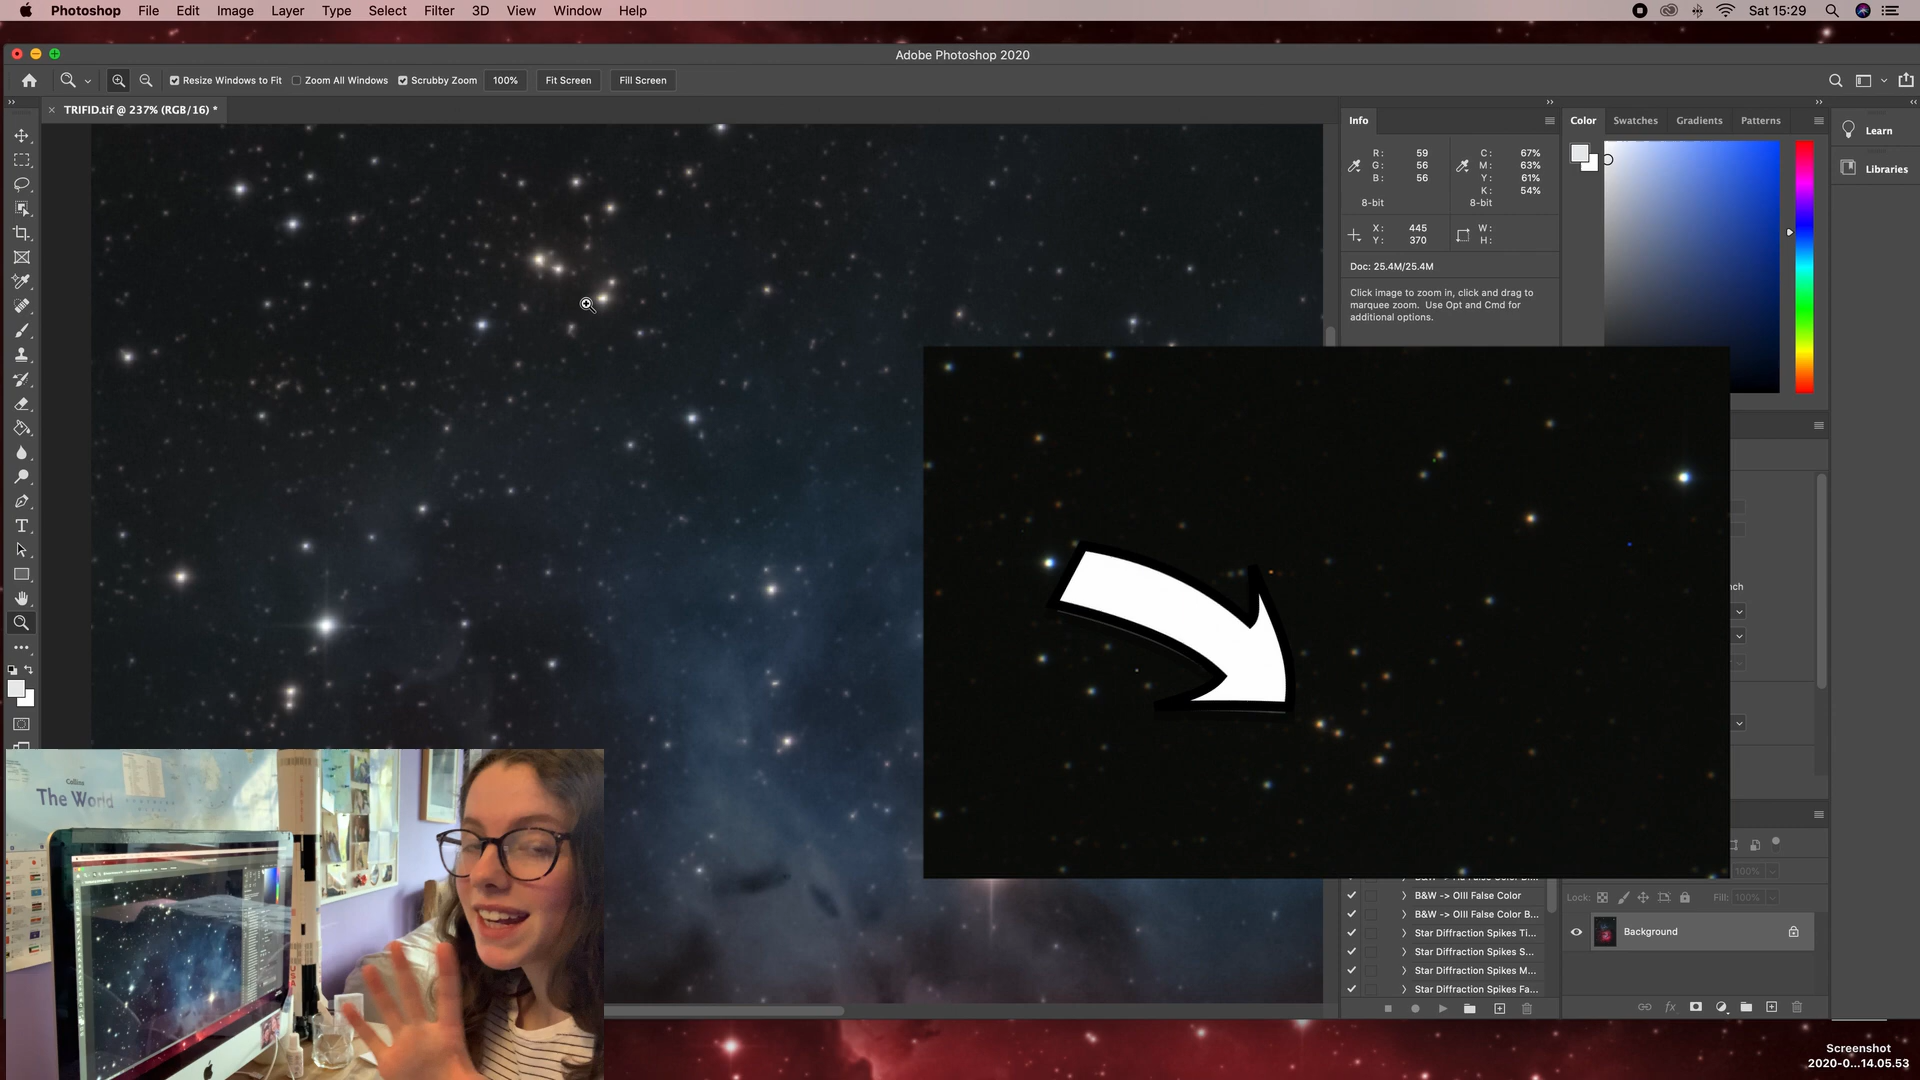 Photoshop File Edit Image Layer Type Select Filter 3D View Window Help Sat 15:29
Adobe Photoshop 2020
Resize Windows to Fit Zoom All Windows Scrubby Zoom 100% Fit Screen Fill Screen
TRIFID.tif @ 237% (RGB/16) *
Info
R: 59
G: 56
B: 56
8-bit
C: 67%
M: 63%
Y: 61%
K: 54%
8-bit
X: 445
Y: 370
W:
H:
Doc: 25.4M/25.4M
Click image to zoom in, click and drag to
marquee zoom. Use Opt and Cmd for
additional options.
Color Swatches Gradients Patterns
Learn
Libraries
nch
100%
Lock: Fill: 100%
Background
B&W -> OIII False Color
B&W -> OIII False Color B...
Star Diffraction Spikes Ti...
Star Diffraction Spikes S...
Star Diffraction Spikes M...
Star Diffraction Spikes Fa...
Collins
The World
USA
Screenshot
2020-0...14.05.53